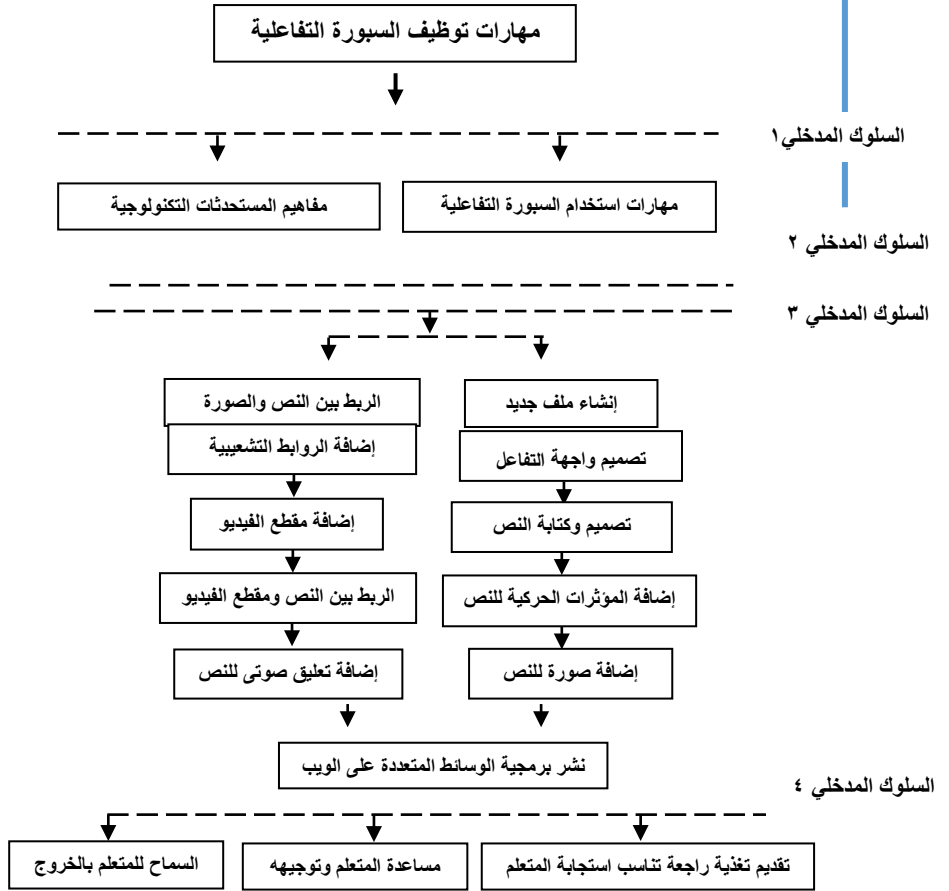 مهارات توظيف السبورة التفاعلية
السلوك المدخلي١
مهارات استخدام السبورة التفاعلية
مفاهيم المستحدثات التكنولوجية
السلوك المدخلي ٢
السلوك المدخلي ٣
إنشاء ملف جديد
الربط بين النص والصورة
تصميم واجهة التفاعل
إضافة الروابط التشعيبية
تصميم وكتابة النص
إضافة مقطع الفيديو
إضافة المؤثرات الحركية للنص
الربط بين النص ومقطع الفيديو
إضافة صورة للنص
إضافة تعليق صوتى للنص
نشر برمجية الوسائط المتعددة على الويب
السلوك المدخلي ٤
تقديم تغذية راجعة تناسب استجابة المتعلم
مساعدة المتعلم وتوجيهه
السماح للمتعلم بالخروج